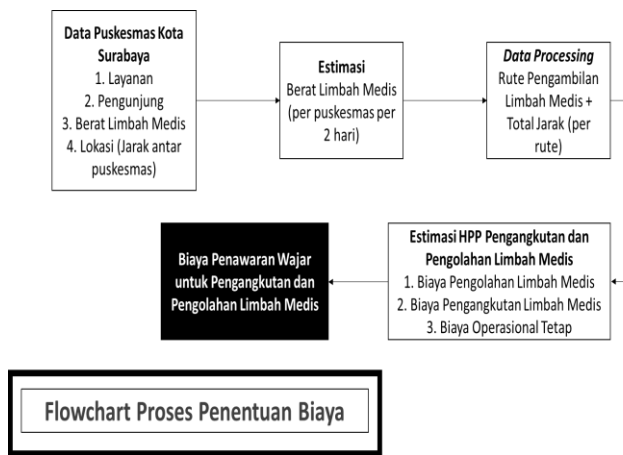 Data Puskesmas Kota
Surabaya
1. Layanan
2. Pengunjung
3. Berat Limbah Medis
4. Lokasi (Jarak antar
puskesmas)
Estimasi
Berat Limbah Medis
(per puskesmas per
2 hari)
Data Processing
Rute Pengambilan
Limbah Medis +
Total Jarak (per
rute)
Estimasi HPP Pengangkutan dan
Pengolahan Limbah Medis
1. Biaya Pengolahan Limbah Medis
2. Biaya Pengangkutan Limbah Medis
3. Biaya Operasional Tetap
Biaya Penawaran Wajar
untuk Pengangkutan dan
Pengolahan Limbah Medis
Flowchart Proses Penentuan Biaya